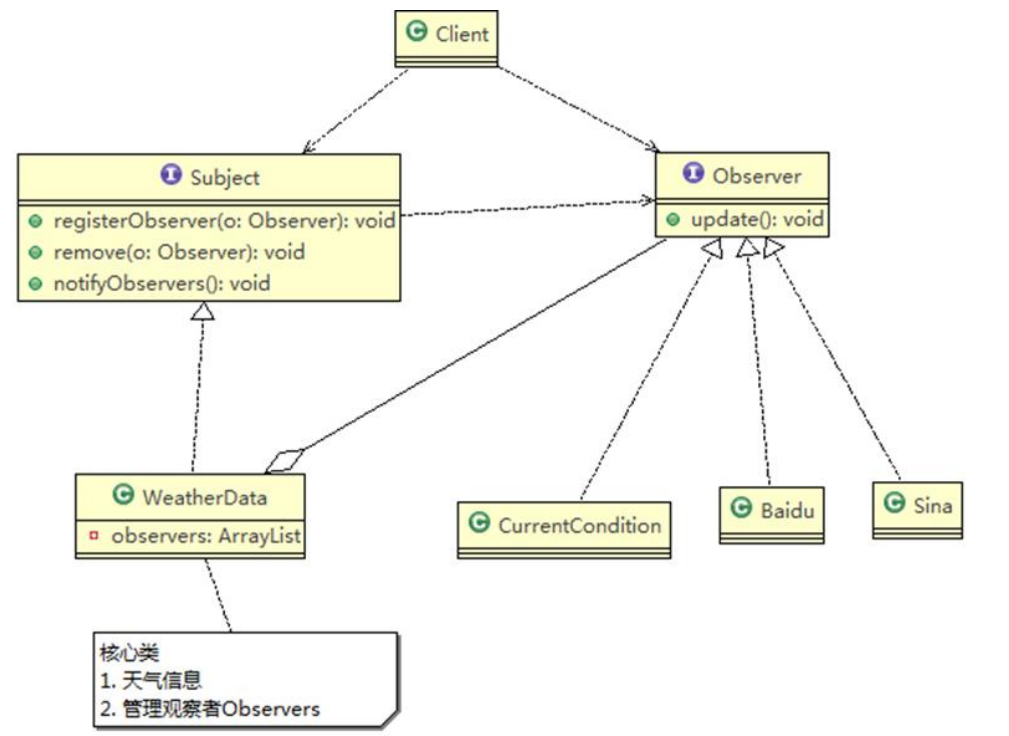 Client
Subject
registerObserver(o: Observer): void
remove(o: Observer): void
notifyObservers(): void
Observer
update(): void
WeatherData
observers: ArrayList
CurrentCondition
Baidu
Sina
核心类
1. 天气信息
2. 管理观察者Observers